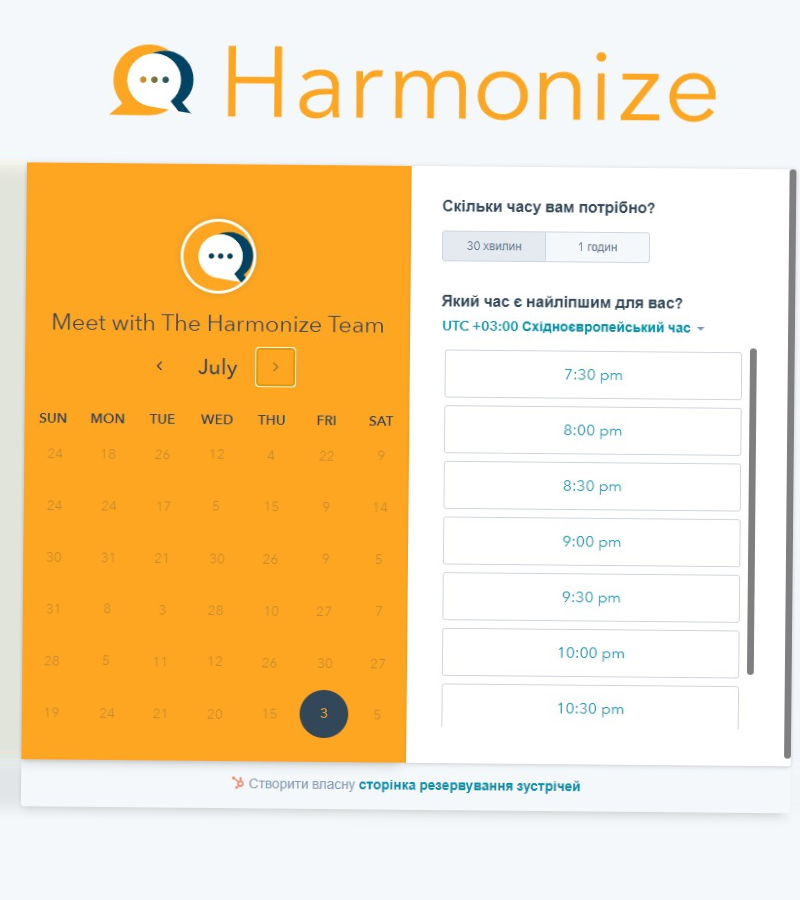 Harmonize
Meet with The Harmonize Team
July
SUN MON TUE WED THU FRI SAT
24 18 26 12 4 22 9
24 24 17 5 15 9 14
30 31 21 30 26 9 5
31 8 3 28 10 27 7
28 5 11 12 26 30 27
19 24 21 20 15 3 5
Скільки часу вам потрібно?
30 хвилин 1 годин
Який час є найліпшим для вас?
UTC +03:00 Східноєвропейський час
7:30 pm
8:00 pm
8:30 pm
9:00 pm
9:30 pm
10:00 pm
10:30 pm
Створити власну сторінка резервування зустрічей